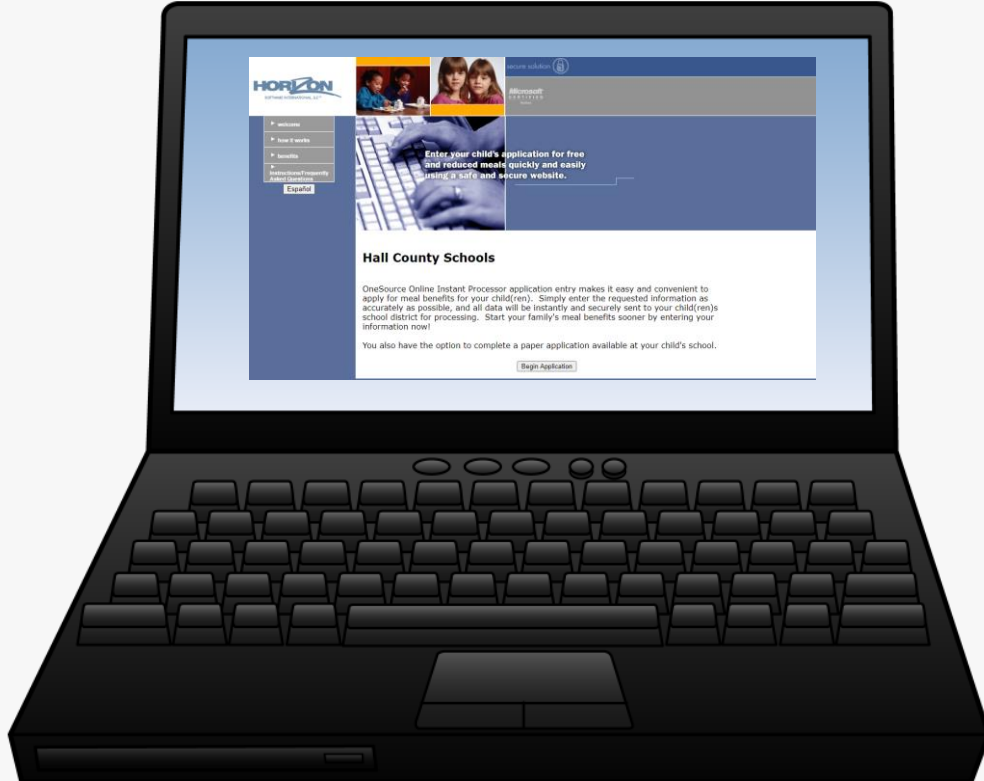 HORIZON
SOFTWARE INTERNATIONAL, LLC
secure solution
Microsoft
CERTIFIED
welcome
how it works
benefits
Instructions/Frequently
Asked Questions
Español
Enter your child's application for free
and reduced meals quickly and easily
using a safe and secure website.
Hall County Schools
OneSource Online Instant Processor application entry makes it easy and convenient to
apply for meal benefits for your child(ren). Simply enter the requested information as
accurately as possible, and all data will be instantly and securely sent to your child(ren)s
school district for processing. Start your family's meal benefits sooner by entering your
information now!
You also have the option to complete a paper application available at your child's school.
Begin Application